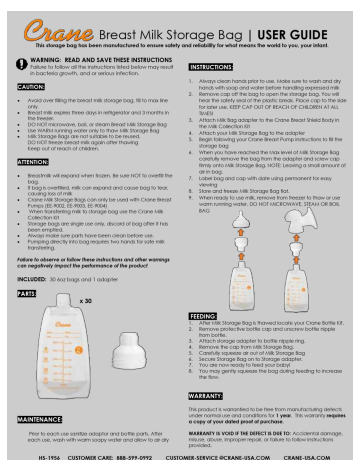 Crane Breast Milk Storage Bag | USER GUIDE
This storage bag has been manufactured to ensure safety and reliability for what means the world to you, your infant.
WARNING: READ AND SAVE THESE INSTRUCTIONS
Failure to follow all the instructions listed below may result
in bacteria growth, and or serious infection.
CAUTION:
• Avoid over filling the breast milk storage bag, fill to max line
only.
• Breast milk expires three days in refrigerator and 3 months in
the freezer.
• DO NOT microwave, boil, or steam Breast Milk Storage Bag
• Use WARM running water only to thaw Milk Storage Bag
• Milk Storage Bags are not suitable to be reused.
DO NOT freeze breast milk again after thawing
Keep out of reach of children.
ATTENTION:
• Breastmilk will expand when frozen. Be sure NOT to overfill the
bag.
• If bag is overfilled, milk can expand and cause bag to tear,
causing loss of milk
• Crane Milk Storage Bags can only be used with Crane Breast
Pumps (EE-9002, EE-9003, EE-9004)
• When transferring milk to storage bag use the Crane Milk
Collection Kit
• Storage bags are single use only, discard of bag after it has
been emptied.
• Always make sure parts have been clean before use.
• Pumping directly into bag requires two hands for safe milk
transferring.
Failure to observe or follow these instructions and other warnings
can negatively impact the performance of the product
INCLUDED: 30 6oz bags and 1 adapter
PARTS:
x 30
Crane
MAINTENANCE:
Prior to each use sanitize adaptor and bottle parts. After
each use, wash with warm soapy water and allow to air dry
INSTRUCTIONS:
1. Always clean hands prior to use. Make sure to wash and dry
hands with soap and water before handling expressed milk
2. Remove cap off the bag to open the storage bag. You will
hear the safety seal of the plastic break. Place cap to the side
for later use. KEEP CAP OUT OF REACH OF CHILDREN AT ALL
TIMES!
3. Attach Milk Bag adapter to the Crane Breast Shield Body in
the Milk Collection Kit
4. Attach your Milk Storage Bag to the adapter
5. Begin following your Crane Breast Pump instructions to fill the
storage bag
6. When you have reached the Max level of Milk Storage Bag
carefully remove the bag from the adapter and screw cap
firmly onto Milk Storage Bag. NOTE: Leaving a small amount of
air in bag.
7. Label bag and cap with date using permanent for easy
viewing
8. Store and freeze Milk Storage Bag flat.
9. When ready to use milk, remove from freezer to thaw or use
warm running water. DO NOT MICROWAVE, STEAM OR BOIL
BAG
FEEDING:
1. After Milk Storage Bag is thawed locate your Crane Bottle Kit.
2. Remove protective bottle cap and unscrew bottle nipple
from bottle.
3. Attach storage adapter to bottle nipple ring.
4. Remove the cap from Milk Storage Bag.
5. Carefully squeeze air out of Milk Storage Bag
6. Secure Storage Bag on to Storage adapter.
7. You are now ready to feed your baby!
8. You may gently squeeze the bag during feeding to increase
the flow.
WARRANTY:
This product is warrantied to be free from manufacturing defects
under normal use and conditions for 1 year. This warranty requires
a copy of your dated proof of purchase.
WARRANTY IS VOID IF THE DEFECT IS DUE TO: Accidental damage,
misuse, abuse, improper repair, or failure to follow instructions
provided.
HS-1956 CUSTOMER CARE: 888-599-0992 CUSTOMER-SERVICE @CRANE-USA.COM CRANE-USA.COM